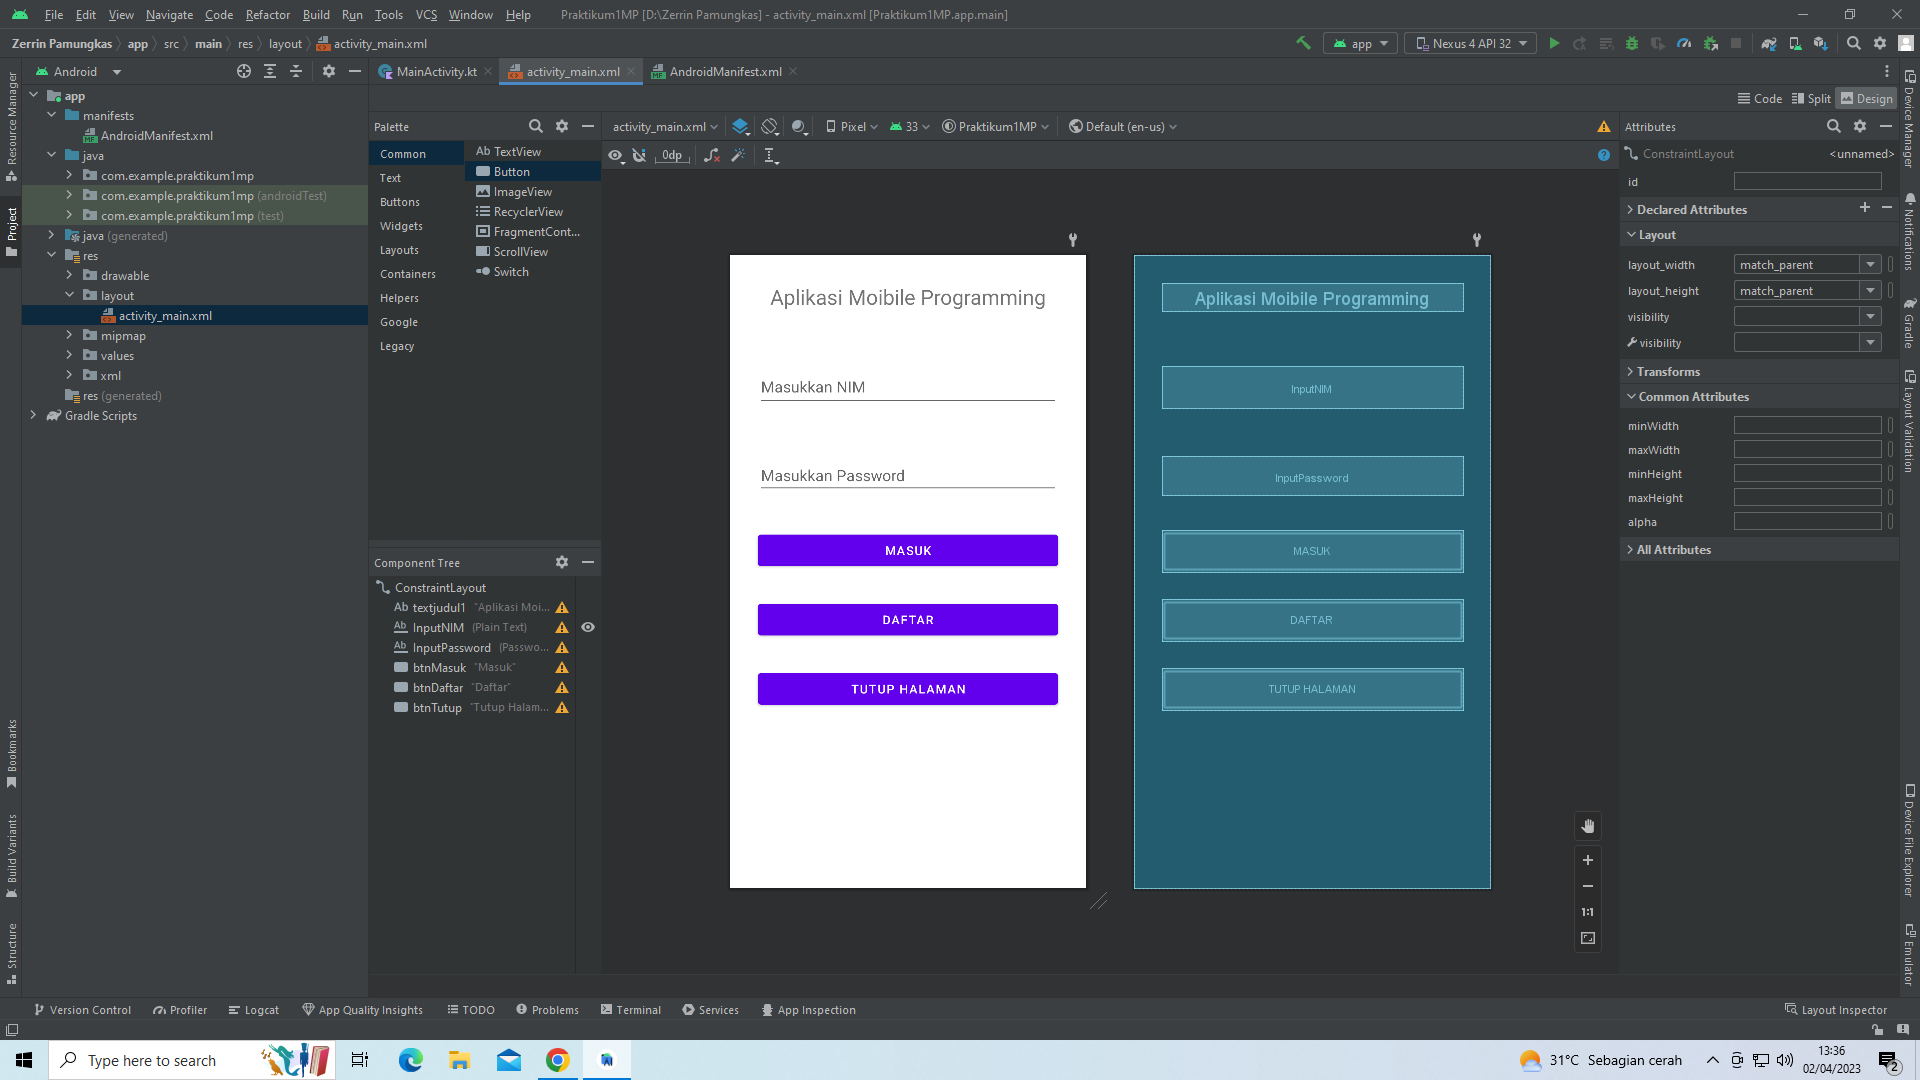 File Edit View Navigate Code Refactor Build Run Tools VCS Window Help Praktikum1MP [D:\Zerrin Pamungkas] - activity_main.xml [Praktikum1MP.app.main]
Zerrin Pamungkas app src main res layout activity_main.xml app Nexus 4 API 32
Android MainActivity.kt activity_main.xml AndroidManifest.xml
Code Split Design
Resource Manager
Project
Bookmarks
Build Variants
Structure
app
manifests
AndroidManifest.xml
java
com.example.praktikum1mp
com.example.praktikum1mp (androidTest)
com.example.praktikum1mp (test)
java (generated)
res
drawable
layout
activity_main.xml
mipmap
values
xml
res (generated)
Gradle Scripts
Palette
Common
Text
Buttons
Widgets
Layouts
Containers
Helpers
Google
Legacy
Ab TextView
Button
ImageView
RecyclerView
FragmentCont...
ScrollView
Switch
Component Tree
ConstraintLayout
Ab textjudul1 "Aplikasi Moi...
Ab InputNIM (Plain Text)
Ab InputPassword (Passwo...
btnMasuk "Masuk"
btnDaftar "Daftar"
btnTutup "Tutup Halam...
activity_main.xml Pixel 33 Praktikum1MP Default (en-us)
0dp
Aplikasi Moibile Programming
Masukkan NIM
Masukkan Password
MASUK
DAFTAR
TUTUP HALAMAN
Aplikasi Moibile Programming
InputNIM
InputPassword
MASUK
DAFTAR
TUTUP HALAMAN
1:1
Attributes
ConstraintLayout <unnamed>
id
Declared Attributes
Layout
layout_width match_parent
layout_height match_parent
visibility
visibility
Transforms
Common Attributes
minWidth
maxWidth
minHeight
maxHeight
alpha
All Attributes
Device Manager
Notifications
Gradle
Layout Validation
Device File Explorer
Emulator
Version Control Profiler Logcat App Quality Insights TODO Problems Terminal Services App Inspection Layout Inspector
Type here to search
31°C Sebagian cerah
13:36
02/04/2023
2